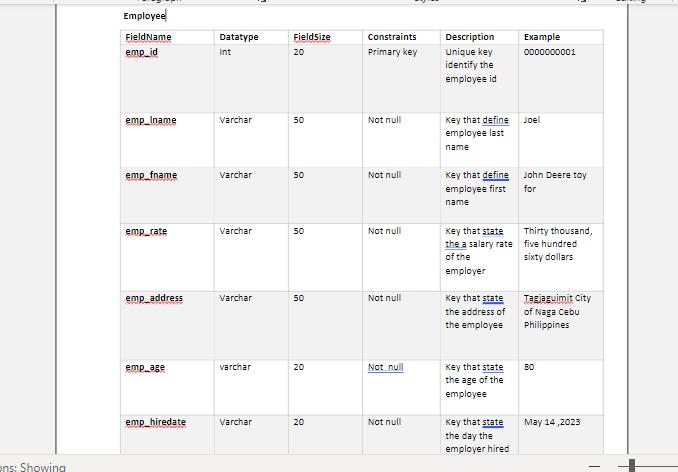 Employee
FieldName Datatype FieldSize Constraints Description Example
emp_id Int 20 Primary key Unique key 0000000001
identify the
employee id
emp_lname Varchar 50 Not null Key that define Joel
employee last
name
emp_fname Varchar 50 Not null Key that define John Deere toy
employee first for
name
emp_rate Varchar 50 Not null Key that state Thirty thousand,
the a salary rate five hundred
of the sixty dollars
employer
emp_address Varchar 50 Not null Key that state Tagjaguimit City
the address of of Naga Cebu
the employee Philippines
emp_age varchar 20 Not null Key that state 80
the age of the
employee
emp_hiredate Varchar 20 Not null Key that state May 14 ,2023
the day the
employer hired
ons: Showing